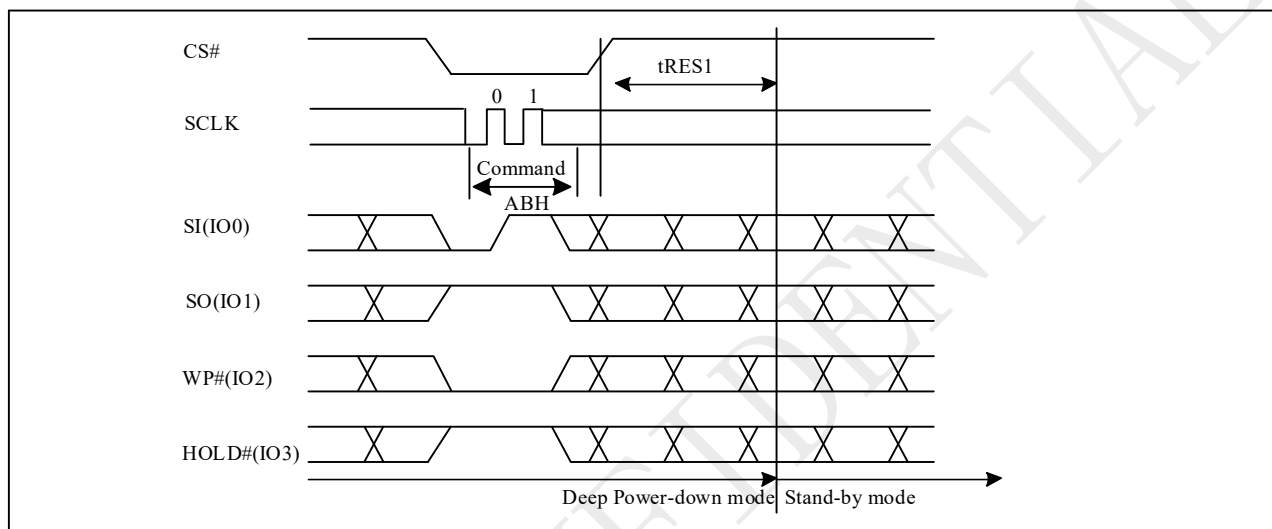 CS#
tRES1
0 1
SCLK
Command
ABH
SI(IO0)
SO(IO1)
WP#(IO2)
HOLD#(IO3)
Deep Power-down mode Stand-by mode